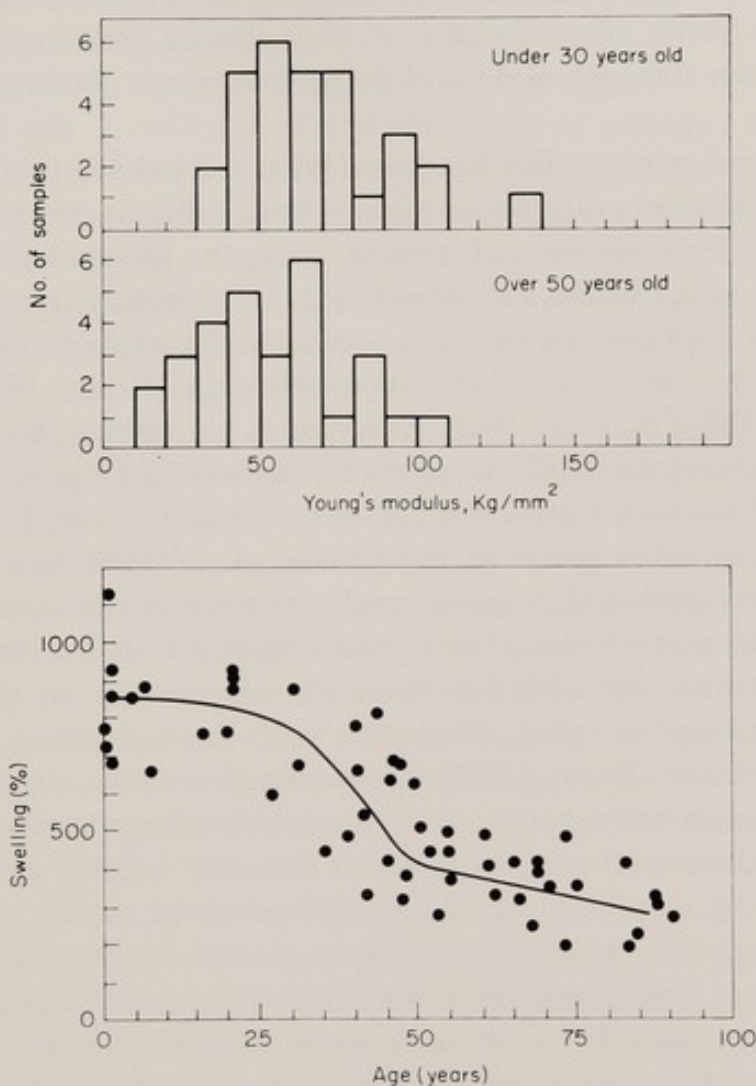 6
4
2
0
Under 30 years old
No. of samples
6
4
2
0
Over 50 years old
0 50 100 150
Young's modulus, Kg/mm²
1000
500
0
Swelling (%)
0 25 50 75 100
Age (years)